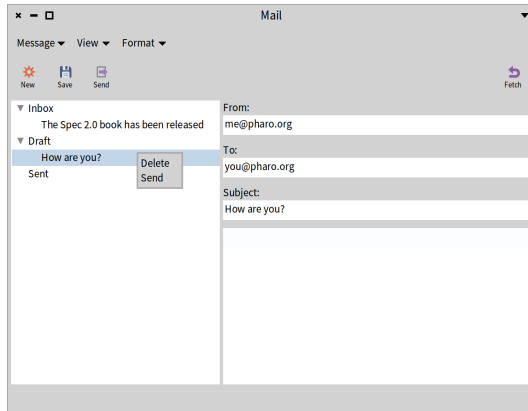 Mail
Message View Format
New Save Send Fetch
Inbox
The Spec 2.0 book has been released
Draft
How are you?
Sent
Delete
Send
From:
me@pharo.org
To:
you@pharo.org
Subject:
How are you?